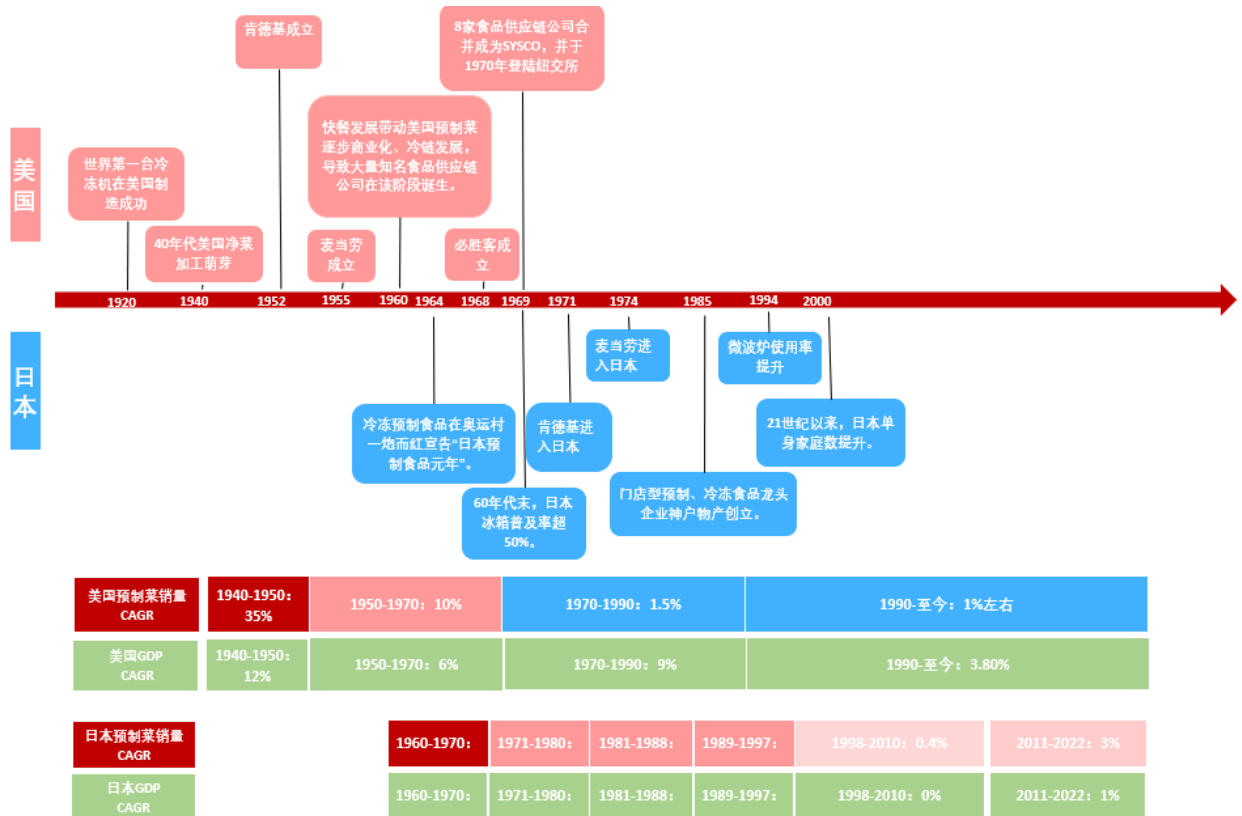 肯德基成立
8家食品供应链公司合
并成为SYSCO，并于
1970年登陆纽交所
快餐发展带动美国预制菜
逐步商业化、冷链发展，
导致大量知名食品供应链
公司在该阶段诞生。
美
国
世界第一台冷
冻机在美国制
造成功
40年代美国净菜
加工萌芽
麦当劳
成立
必胜客成
立
1920 1940 1952 1955 1960 1964 1968 1969 1971 1974 1985 1994 2000
日
本
麦当劳进
入日本
微波炉使用率
提升
冷冻预制食品在奥运村
一炮而红宣告“日本预
制食品元年”。
肯德基进
入日本
21世纪以来，日本单
身家庭数提升。
60年代末，日本
冰箱普及率超
50%。
门店型预制、冷冻食品龙头
企业神户物产创立。
美国预制菜销量
CAGR
1940-1950：
35%
1950-1970：10%
1970-1990：1.5%
1990-至今：1%左右
美国GDP
CAGR
1940-1950：
12%
1950-1970：6%
1970-1990：9%
1990-至今：3.80%
日本预制菜销量
CAGR
1960-1970：
1971-1980：
1981-1988：
1989-1997：
1998-2010：0.4%
2011-2022：3%
日本GDP
CAGR
1960-1970：
1971-1980：
1981-1988：
1989-1997：
1998-2010：0%
2011-2022：1%